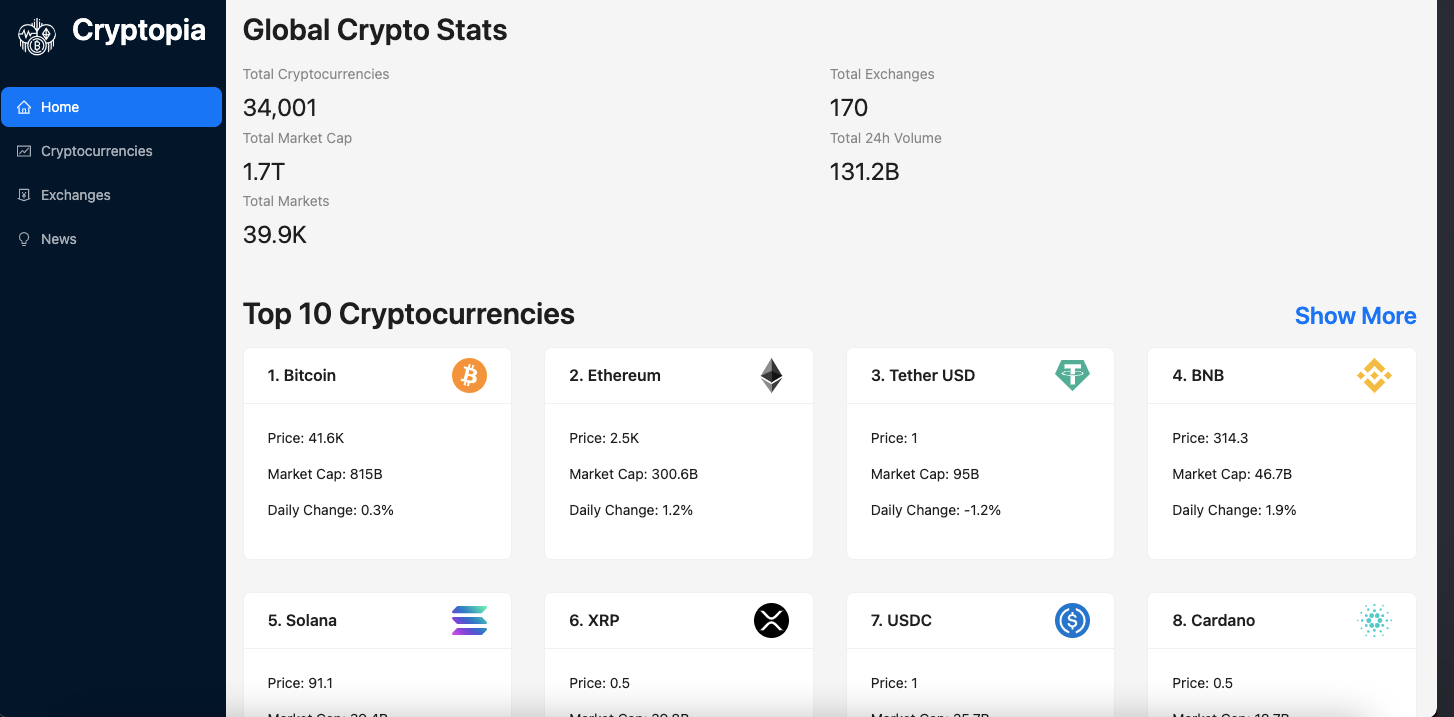 Cryptopia
Home
Cryptocurrencies
Exchanges
News
Global Crypto Stats
Total Cryptocurrencies
34,001
Total Exchanges
170
Total Market Cap
1.7T
Total 24h Volume
131.2B
Total Markets
39.9K
Top 10 Cryptocurrencies
Show More
1. Bitcoin
Price: 41.6K
Market Cap: 815B
Daily Change: 0.3%
2. Ethereum
Price: 2.5K
Market Cap: 300.6B
Daily Change: 1.2%
3. Tether USD
Price: 1
Market Cap: 95B
Daily Change: -1.2%
4. BNB
Price: 314.3
Market Cap: 46.7B
Daily Change: 1.9%
5. Solana
Price: 91.1
Market Cap:
6. XRP
Price: 0.5
Market Cap:
7. USDC
Price: 1
Market Cap:
8. Cardano
Price: 0.5
Market Cap: